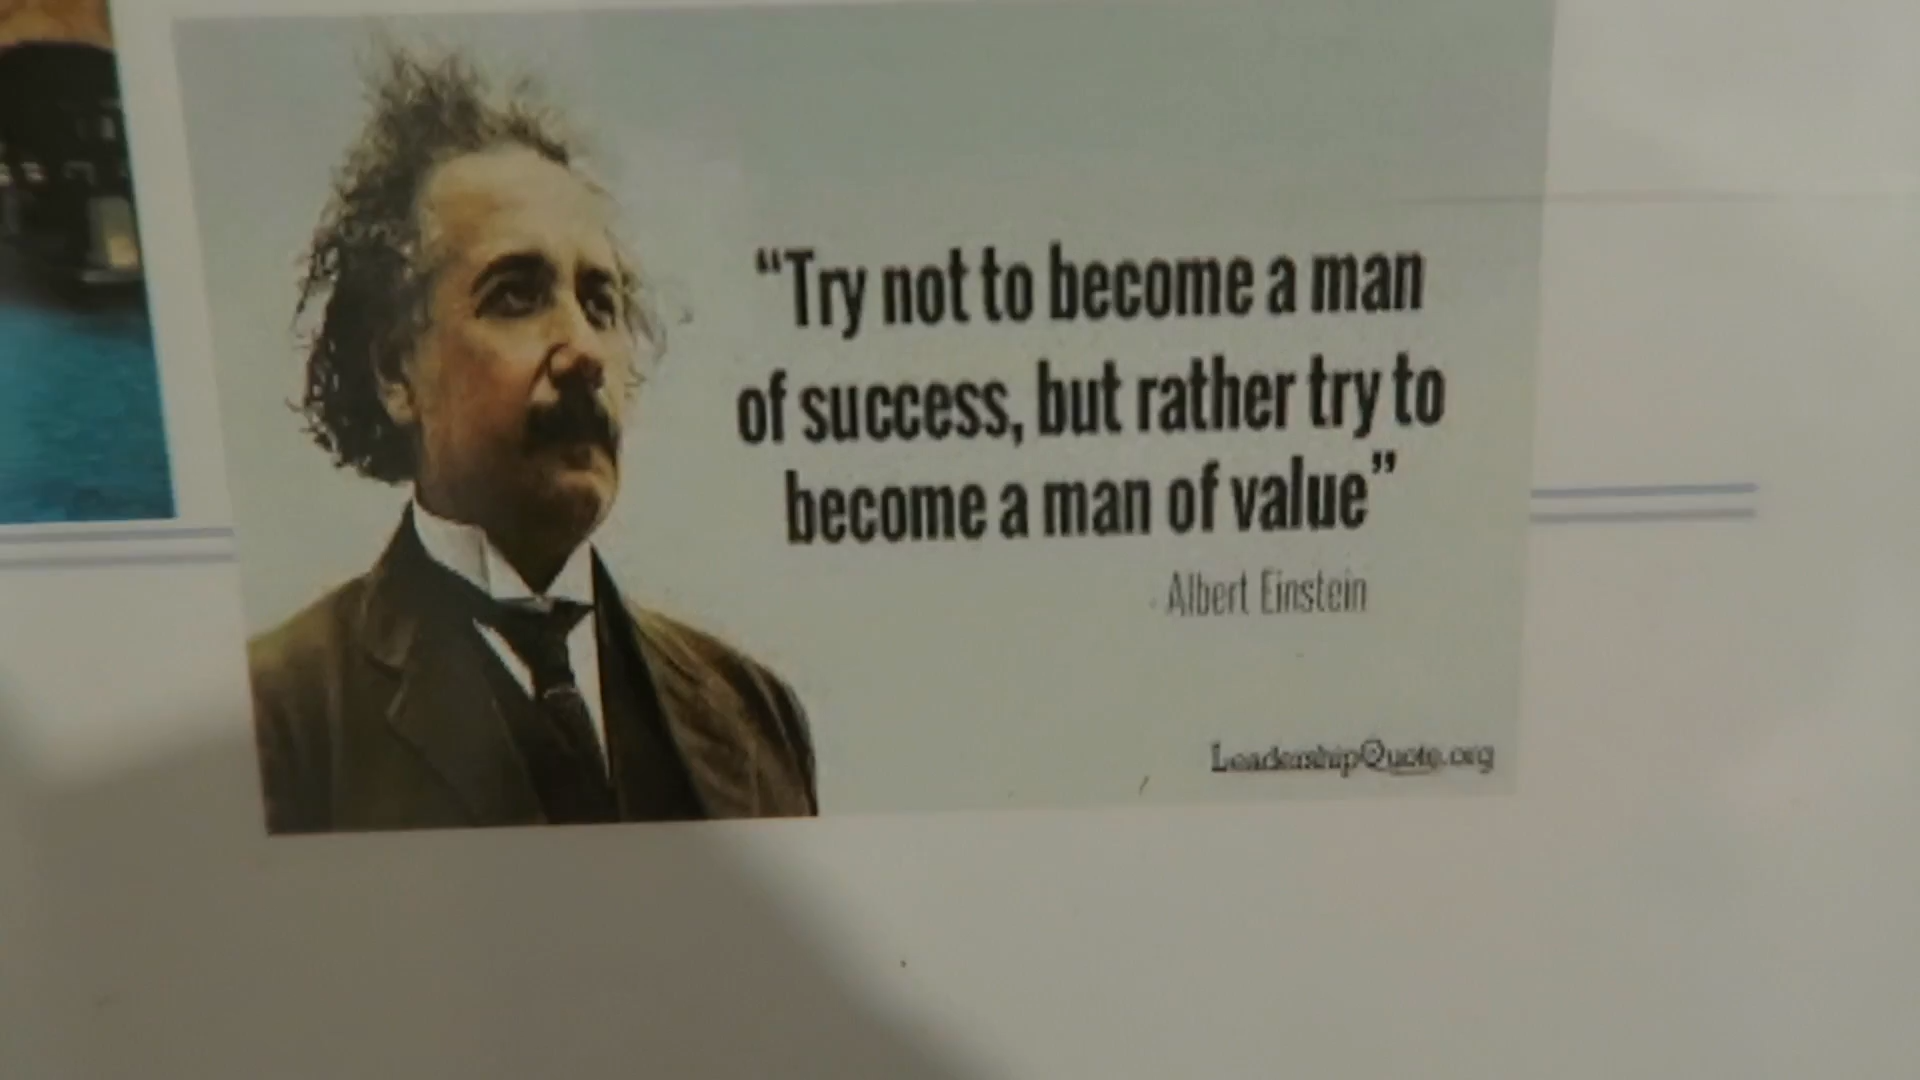 “Try not to become a man
of success, but rather try to
become a man of value”
- Albert Einstein
LeadershipQuote.org